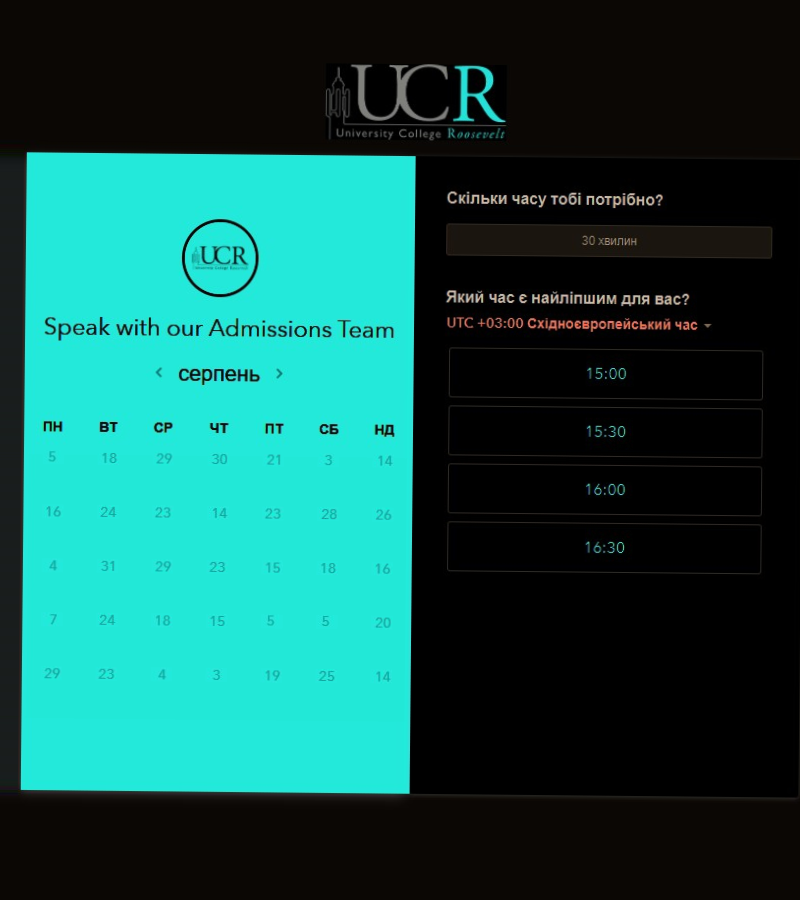 UCR
University College Roosevelt
UCR
University College Roosevelt
Speak with our Admissions Team
серпень
ПН ВТ СР ЧТ ПТ СБ НД
5 18 29 30 21 3 14
16 24 23 14 23 28 26
4 31 29 23 15 18 16
7 24 18 15 5 5 20
29 23 4 3 19 25 14
Скільки часу тобі потрібно?
30 хвилин
Який час є найліпшим для вас?
UTC +03:00 Східноєвропейський час
15:00
15:30
16:00
16:30